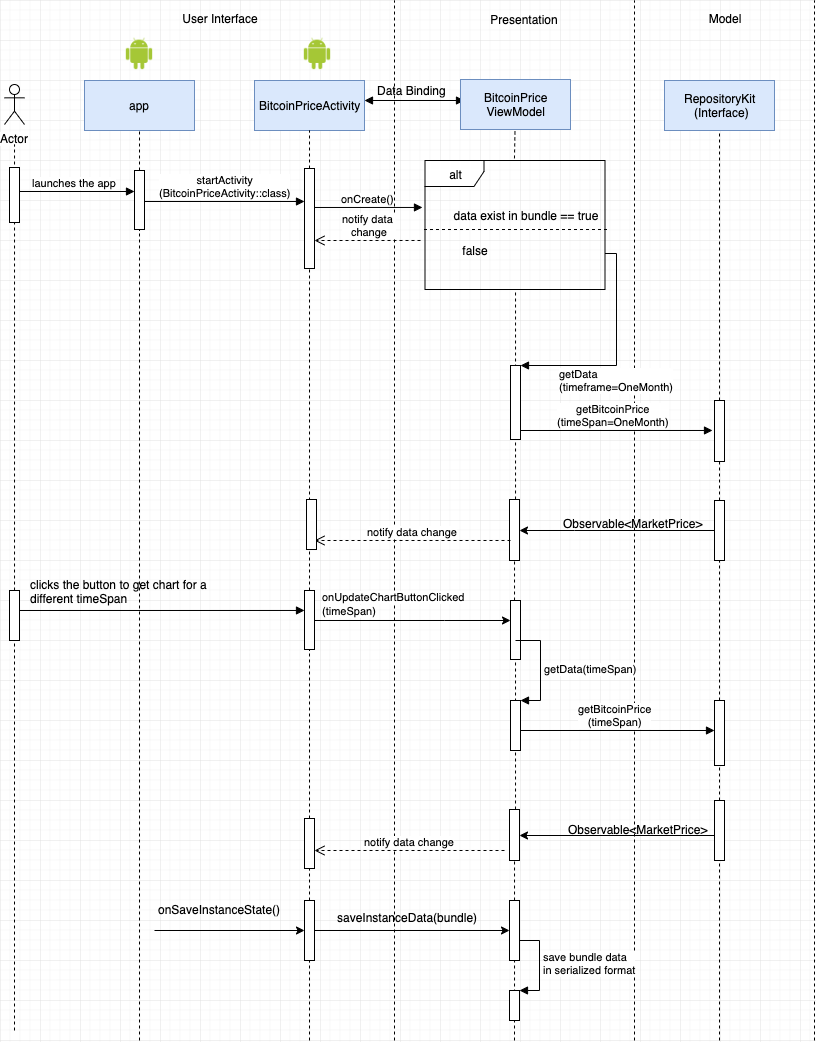 User Interface
Presentation
Model
Actor
app
BitcoinPriceActivity
Data Binding
BitcoinPrice
ViewModel
RepositoryKit
(Interface)
launches the app
startActivity
(BitcoinPriceActivity::class)
onCreate()
notify data
change
alt
data exist in bundle == true
false
getData
(timeframe=OneMonth)
getBitcoinPrice
(timeSpan=OneMonth)
Observable<MarketPrice>
notify data change
clicks the button to get chart for a
different timeSpan
onUpdateChartButtonClicked
(timeSpan)
getData(timeSpan)
getBitcoinPrice
(timeSpan)
Observable<MarketPrice>
notify data change
onSaveInstanceState()
saveInstanceData(bundle)
save bundle data
in serialized format